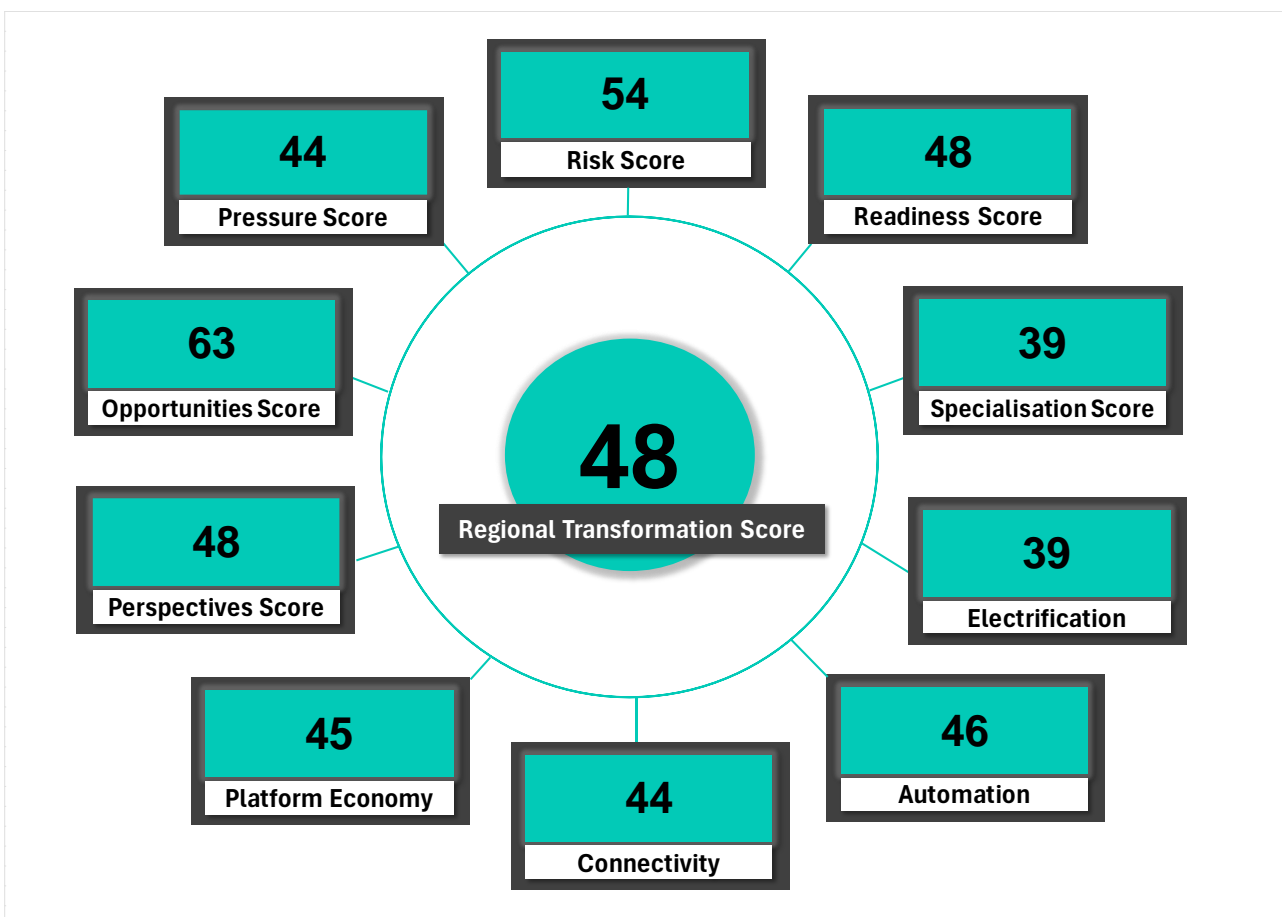 54
Risk Score
44
Pressure Score
48
Readiness Score
63
Opportunities Score
39
Specialisation Score
48
Regional Transformation Score
48
Perspectives Score
39
Electrification
45
Platform Economy
46
Automation
44
Connectivity